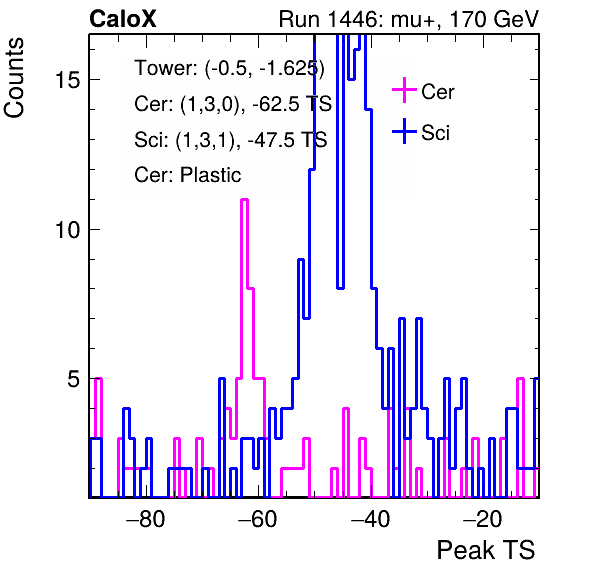 CaloX Run 1446: mu+, 170 GeV
Counts
Tower: (-0.5, -1.625)
Cer: (1,3,0), -62.5 TS
Sci: (1,3,1), -47.5 TS
Cer: Plastic
Cer
Sci
15
10
5
−80 −60 −40 −20
Peak TS